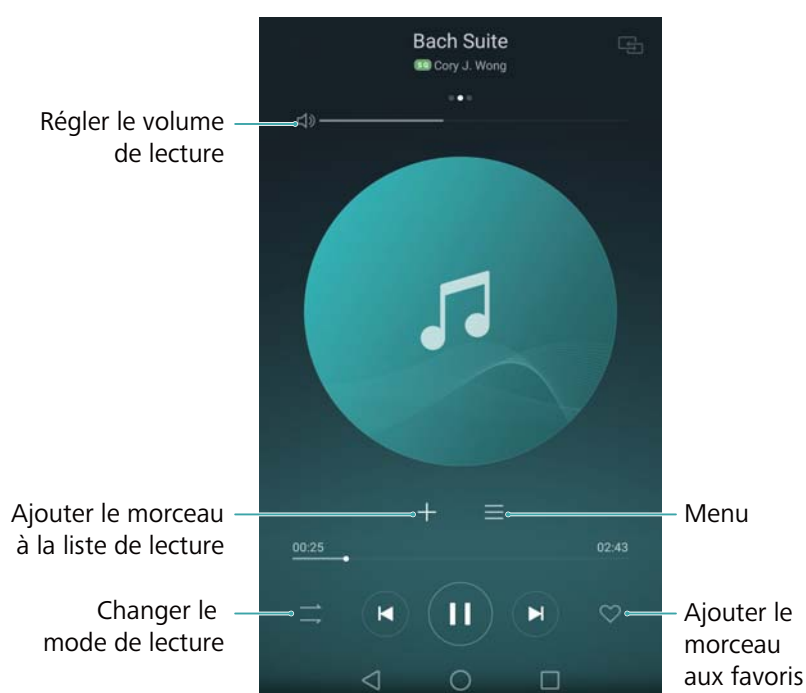 Bach Suite
SQ Cory J. Wong
Régler le volume
de lecture
Ajouter le morceau
à la liste de lecture
Menu
00:25
02:43
Changer le
mode de lecture
Ajouter le
morceau
aux favoris